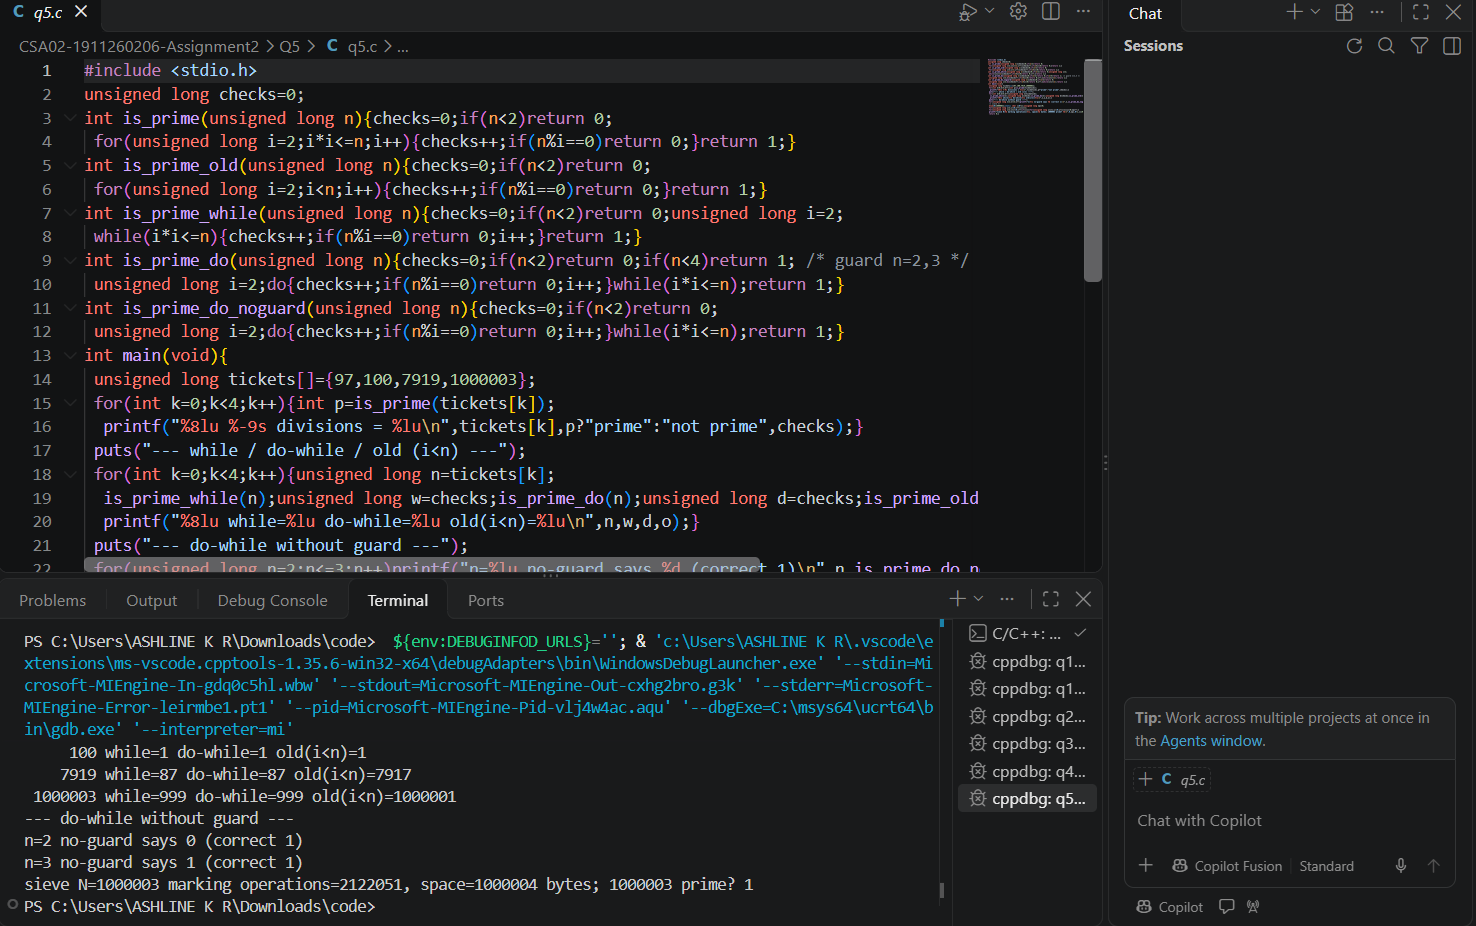 C q5.c
CSA02-1911260206-Assignment2 > Q5 > C q5.c > ...
1 #include <stdio.h>
2 unsigned long checks=0;
3 int is_prime(unsigned long n){checks=0;if(n<2)return 0;
4 for(unsigned long i=2;i*i<=n;i++){checks++;if(n%i==0)return 0;}return 1;}
5 int is_prime_old(unsigned long n){checks=0;if(n<2)return 0;
6 for(unsigned long i=2;i<n;i++){checks++;if(n%i==0)return 0;}return 1;}
7 int is_prime_while(unsigned long n){checks=0;if(n<2)return 0;unsigned long i=2;
8 while(i*i<=n){checks++;if(n%i==0)return 0;i++;}return 1;}
9 int is_prime_do(unsigned long n){checks=0;if(n<2)return 0;if(n<4)return 1; /* guard n=2,3 */
10 unsigned long i=2;do{checks++;if(n%i==0)return 0;i++;}while(i*i<=n);return 1;}
11 int is_prime_do_noguard(unsigned long n){checks=0;if(n<2)return 0;
12 unsigned long i=2;do{checks++;if(n%i==0)return 0;i++;}while(i*i<=n);return 1;}
13 int main(void){
14 unsigned long tickets[]={97,100,7919,1000003};
15 for(int k=0;k<4;k++){int p=is_prime(tickets[k]);
16 printf("%8lu %-9s divisions = %lu\n",tickets[k],p?"prime":"not prime",checks);}
17 puts("--- while / do-while / old (i<n) ---");
18 for(int k=0;k<4;k++){unsigned long n=tickets[k];
19 is_prime_while(n);unsigned long w=checks;is_prime_do(n);unsigned long d=checks;is_prime_old
20 printf("%8lu while=%lu do-while=%lu old(i<n)=%lu\n",n,w,d,o);}
21 puts("--- do-while without guard ---");
22 for(unsigned long n=2;n<=3;n++)printf("n=%lu no-guard says %d (correct 1)\n",n,is_prime_do_n
Problems Output Debug Console Terminal Ports
PS C:\Users\ASHLINE K R\Downloads\code> ${env:DEBUGINFOD_URLS}=''; & 'c:\Users\ASHLINE K R\.vscode\e
xtensions\ms-vscode.cpptools-1.35.6-win32-x64\debugAdapters\bin\WindowsDebugLauncher.exe' '--stdin=Mi
crosoft-MIEngine-In-gdq0c5hl.wbw' '--stdout=Microsoft-MIEngine-Out-cxhg2bro.g3k' '--stderr=Microsoft-
MIEngine-Error-leirmbe1.pt1' '--pid=Microsoft-MIEngine-Pid-vlj4w4ac.aqu' '--dbgExe=C:\msys64\ucrt64\b
in\gdb.exe' '--interpreter=mi'
100 while=1 do-while=1 old(i<n)=1
7919 while=87 do-while=87 old(i<n)=7917
1000003 while=999 do-while=999 old(i<n)=1000001
--- do-while without guard ---
n=2 no-guard says 0 (correct 1)
n=3 no-guard says 1 (correct 1)
sieve N=1000003 marking operations=2122051, space=1000004 bytes; 1000003 prime? 1
PS C:\Users\ASHLINE K R\Downloads\code>
C/C++: ...
cppdbg: q1...
cppdbg: q1...
cppdbg: q2...
cppdbg: q3...
cppdbg: q4...
cppdbg: q5...
Chat
Sessions
Tip: Work across multiple projects at once in
the Agents window.
C q5.c
Chat with Copilot
Copilot Fusion Standard
Copilot